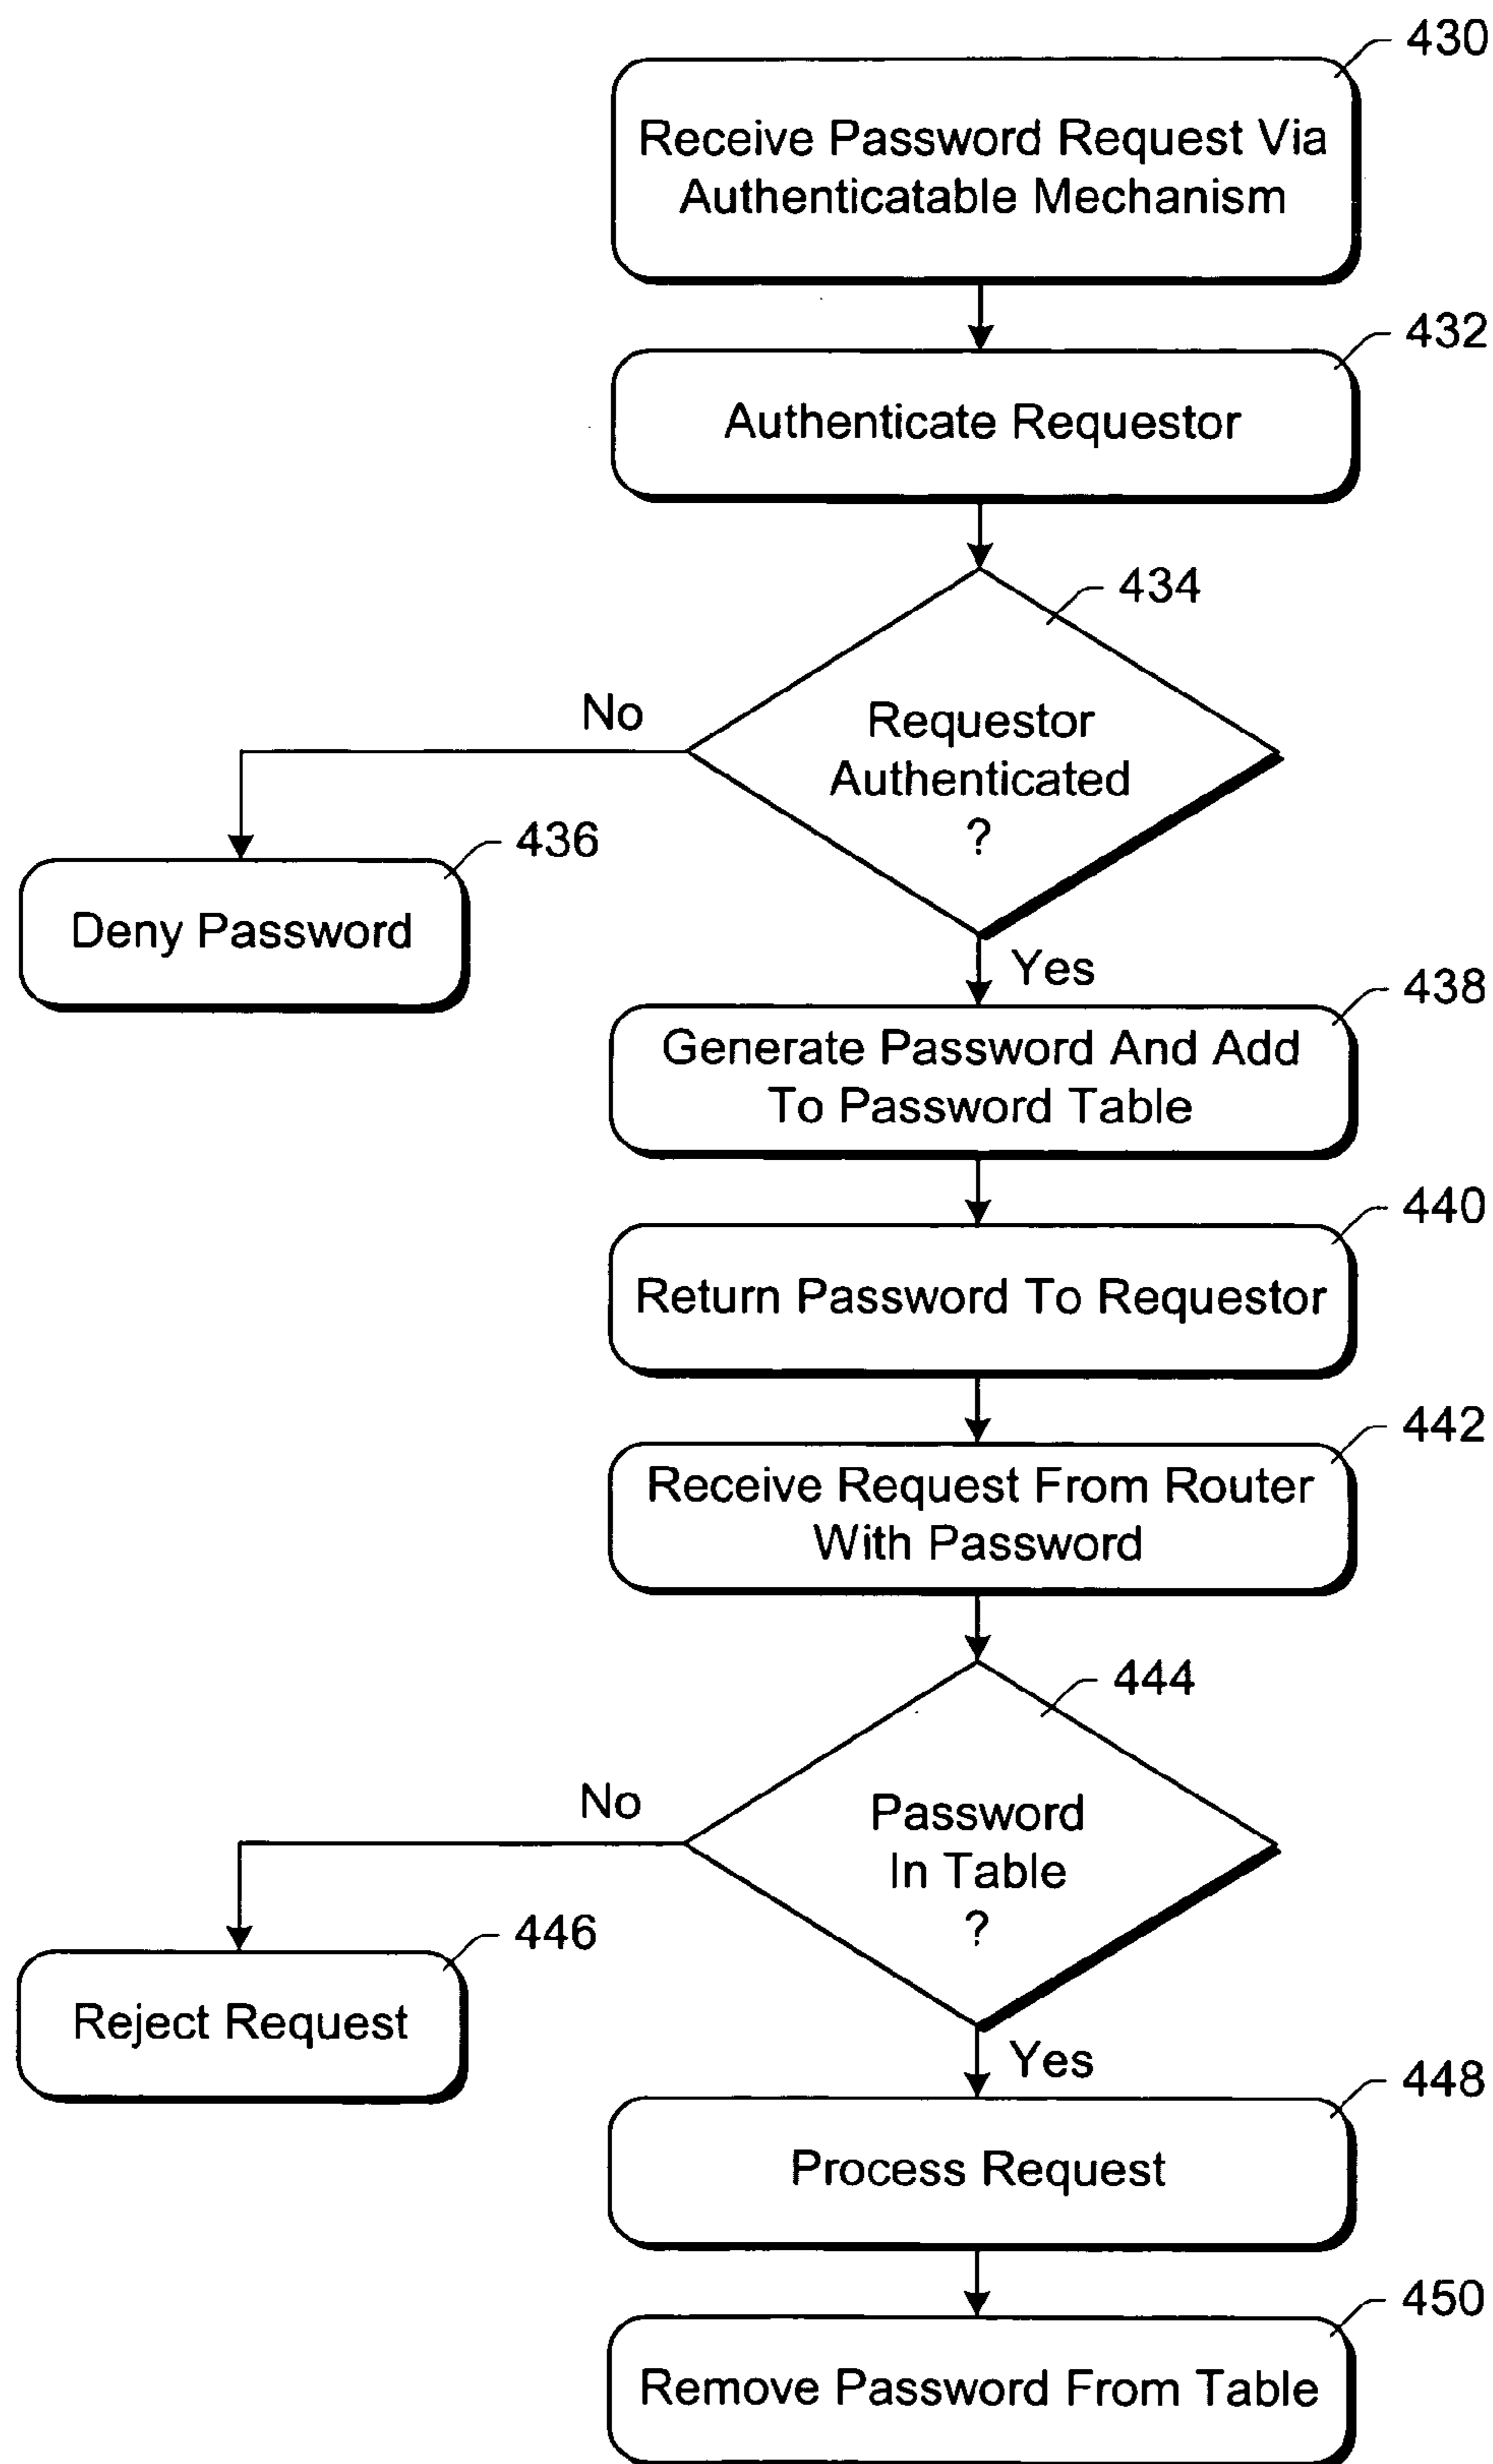 430
Receive Password Request Via
Authenticatable Mechanism
432
Authenticate Requestor
434
Requestor
Authenticated
?
No
436
Deny Password
Yes
438
Generate Password And Add
To Password Table
440
Return Password To Requestor
442
Receive Request From Router
With Password
444
Password
In Table
?
No
446
Reject Request
Yes
448
Process Request
450
Remove Password From Table